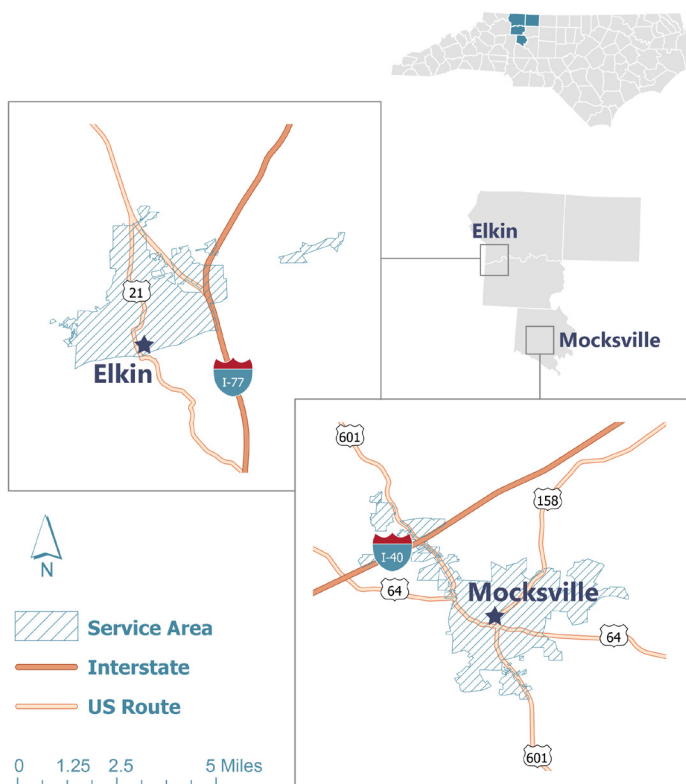 Elkin
Mocksville
21
Elkin
I-77
601
158
I-40
64
Mocksville
64
601
N
Service Area
Interstate
US Route
0 1.25 2.5 5 Miles